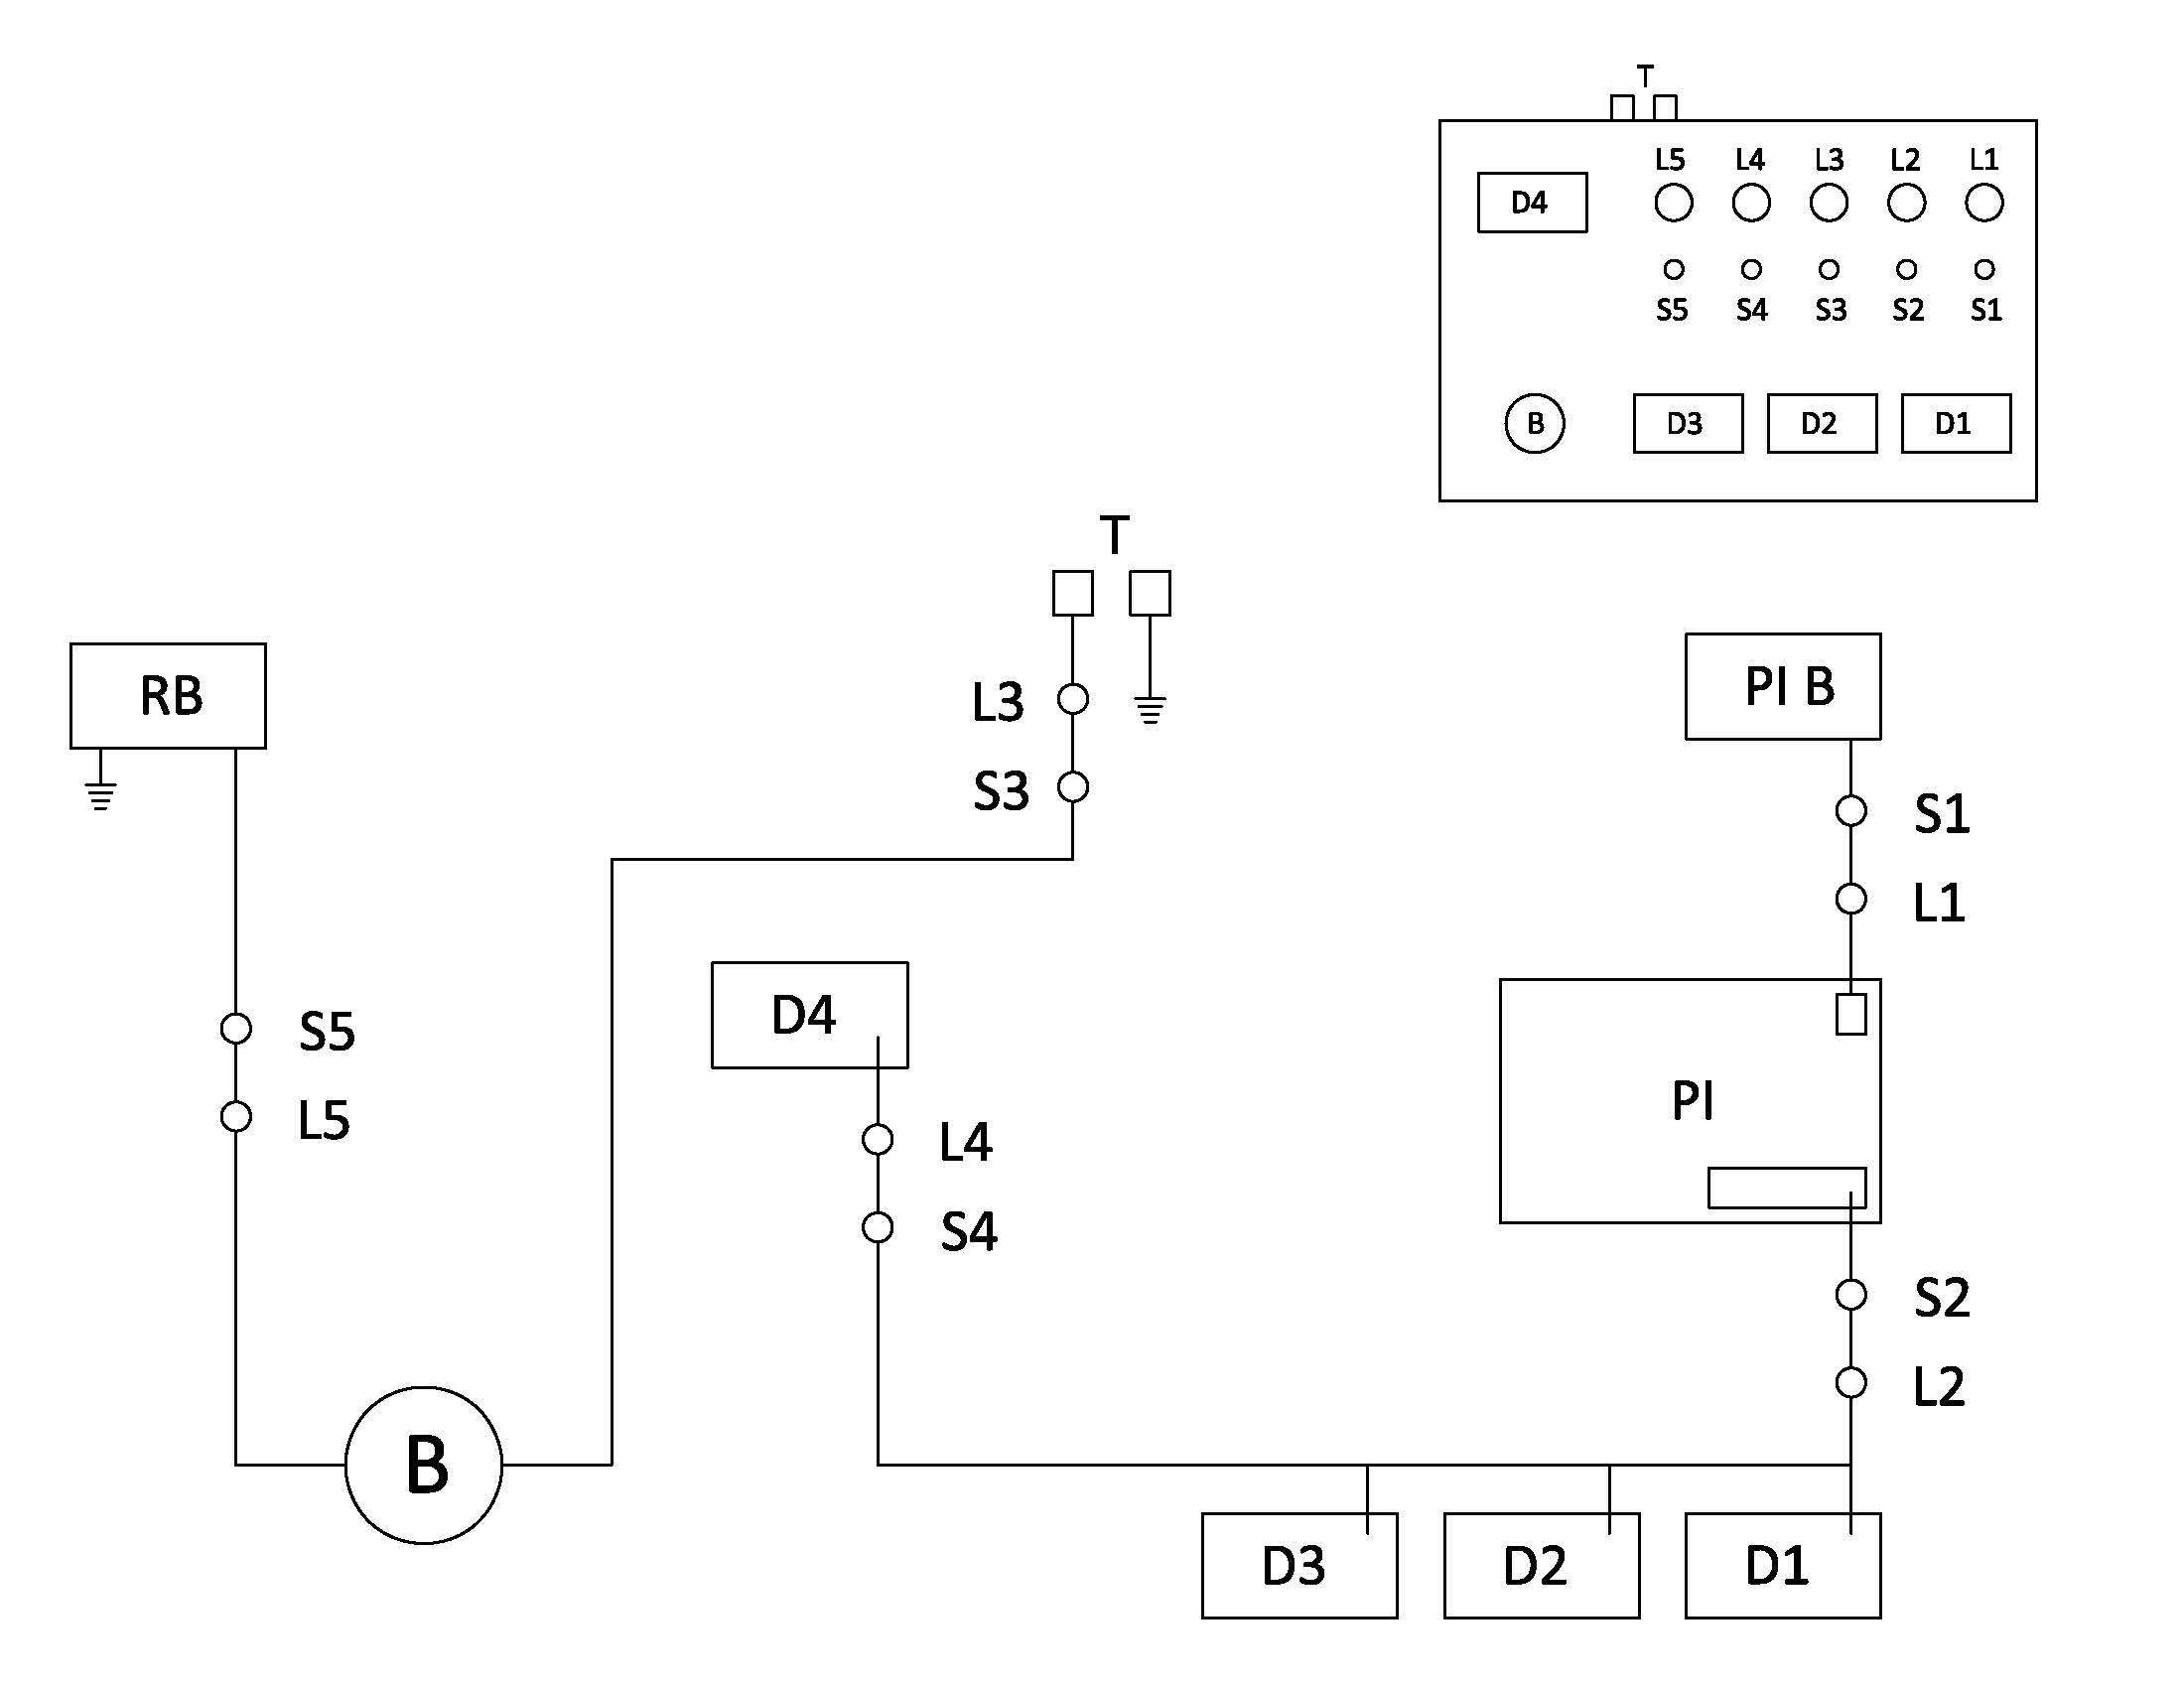 T
L5 L4 L3 L2 L1
D4
S5 S4 S3 S2 S1
B D3 D2 D1
T
RB
L3
PI B
S3
S1
L1
D4
S5
PI
L5
L4
S4
S2
L2
B
D3 D2 D1